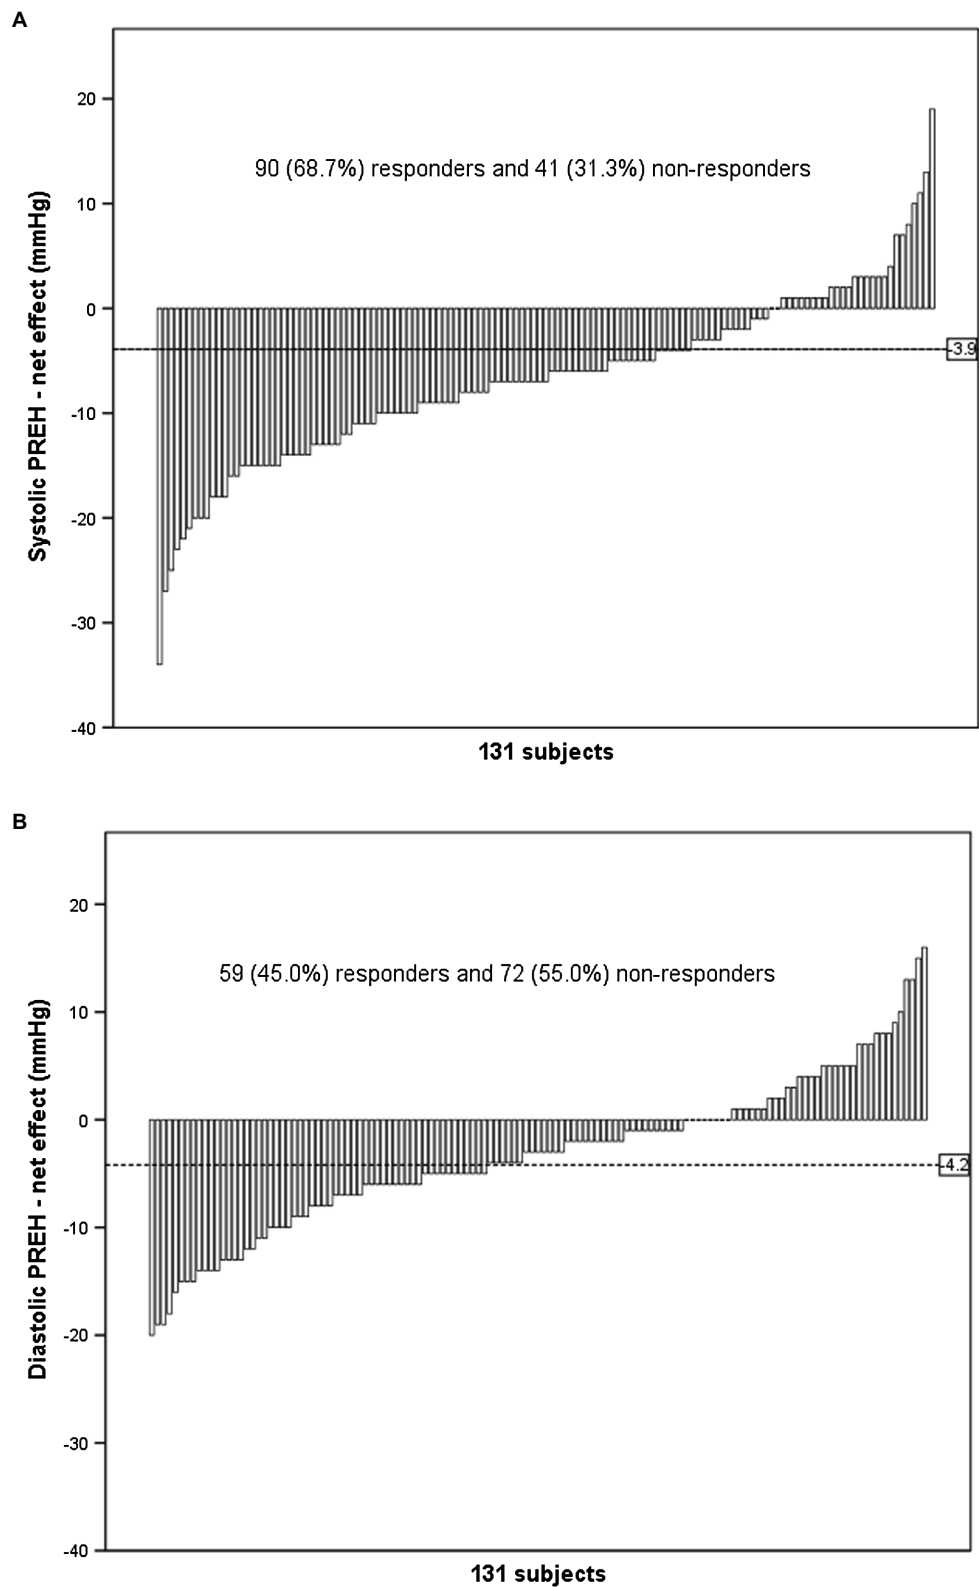 A
20
90 (68.7%) responders and 41 (31.3%) non-responders
10
0
-3.9
-10
-20
-30
-40
Systolic PREH - net effect (mmHg)
131 subjects
B
20
59 (45.0%) responders and 72 (55.0%) non-responders
10
0
-4.2
-10
-20
-30
-40
Diastolic PREH - net effect (mmHg)
131 subjects